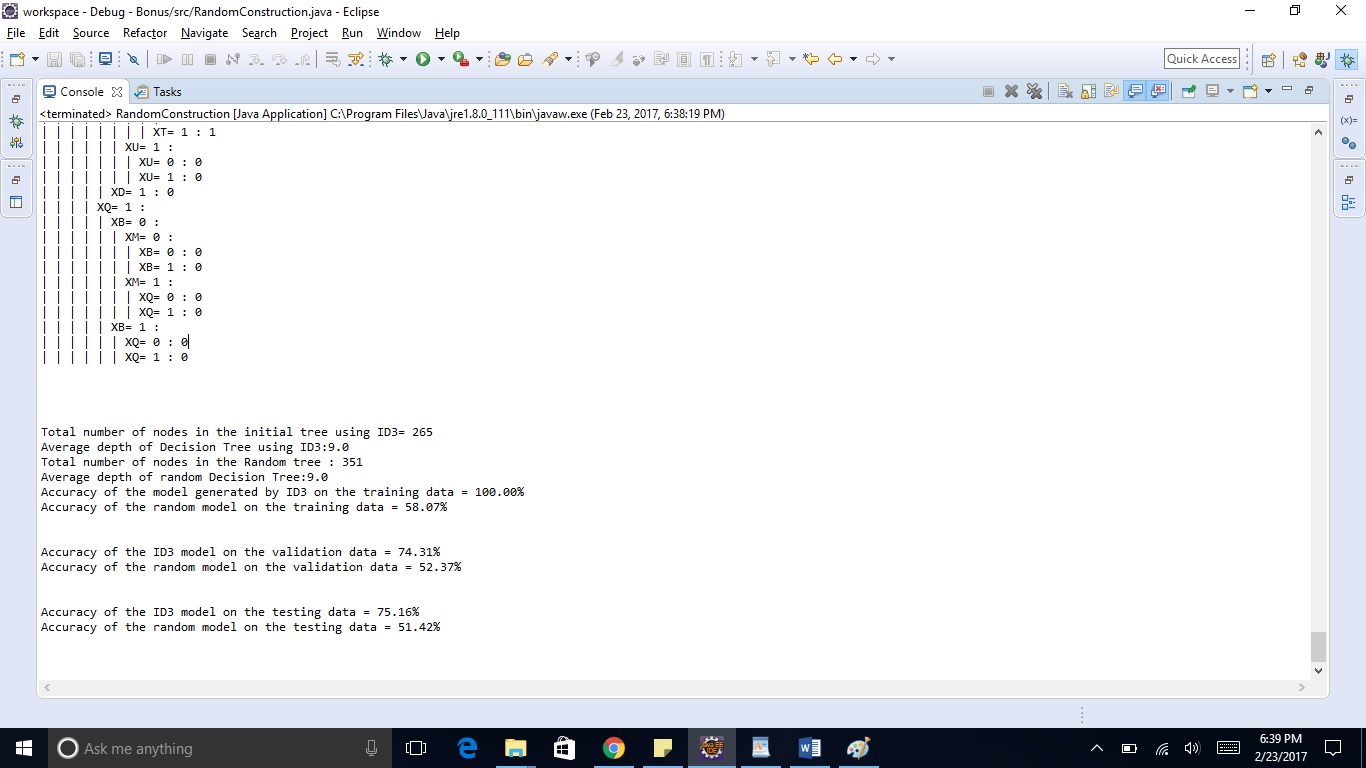 workspace - Debug - Bonus/src/RandomConstruction.java - Eclipse
File Edit Source Refactor Navigate Search Project Run Window Help
Quick Access
Console Tasks
<terminated> RandomConstruction [Java Application] C:\Program Files\Java\jre1.8.0_111\bin\javaw.exe (Feb 23, 2017, 6:38:19 PM)
| | | | | | | | XT= 1 : 1
| | | | | | XU= 1 :
| | | | | | | XU= 0 : 0
| | | | | | | XU= 1 : 0
| | | | | XD= 1 : 0
| | | | XQ= 1 :
| | | | | XB= 0 :
| | | | | | XM= 0 :
| | | | | | | XB= 0 : 0
| | | | | | | XB= 1 : 0
| | | | | | XM= 1 :
| | | | | | | XQ= 0 : 0
| | | | | | | XQ= 1 : 0
| | | | | XB= 1 :
| | | | | | XQ= 0 : 0
| | | | | | XQ= 1 : 0
Total number of nodes in the initial tree using ID3= 265
Average depth of Decision Tree using ID3:9.0
Total number of nodes in the Random tree : 351
Average depth of random Decision Tree:9.0
Accuracy of the model generated by ID3 on the training data = 100.00%
Accuracy of the random model on the training data = 58.07%
Accuracy of the ID3 model on the validation data = 74.31%
Accuracy of the random model on the validation data = 52.37%
Accuracy of the ID3 model on the testing data = 75.16%
Accuracy of the random model on the testing data = 51.42%
Ask me anything
6:39 PM
2/23/2017